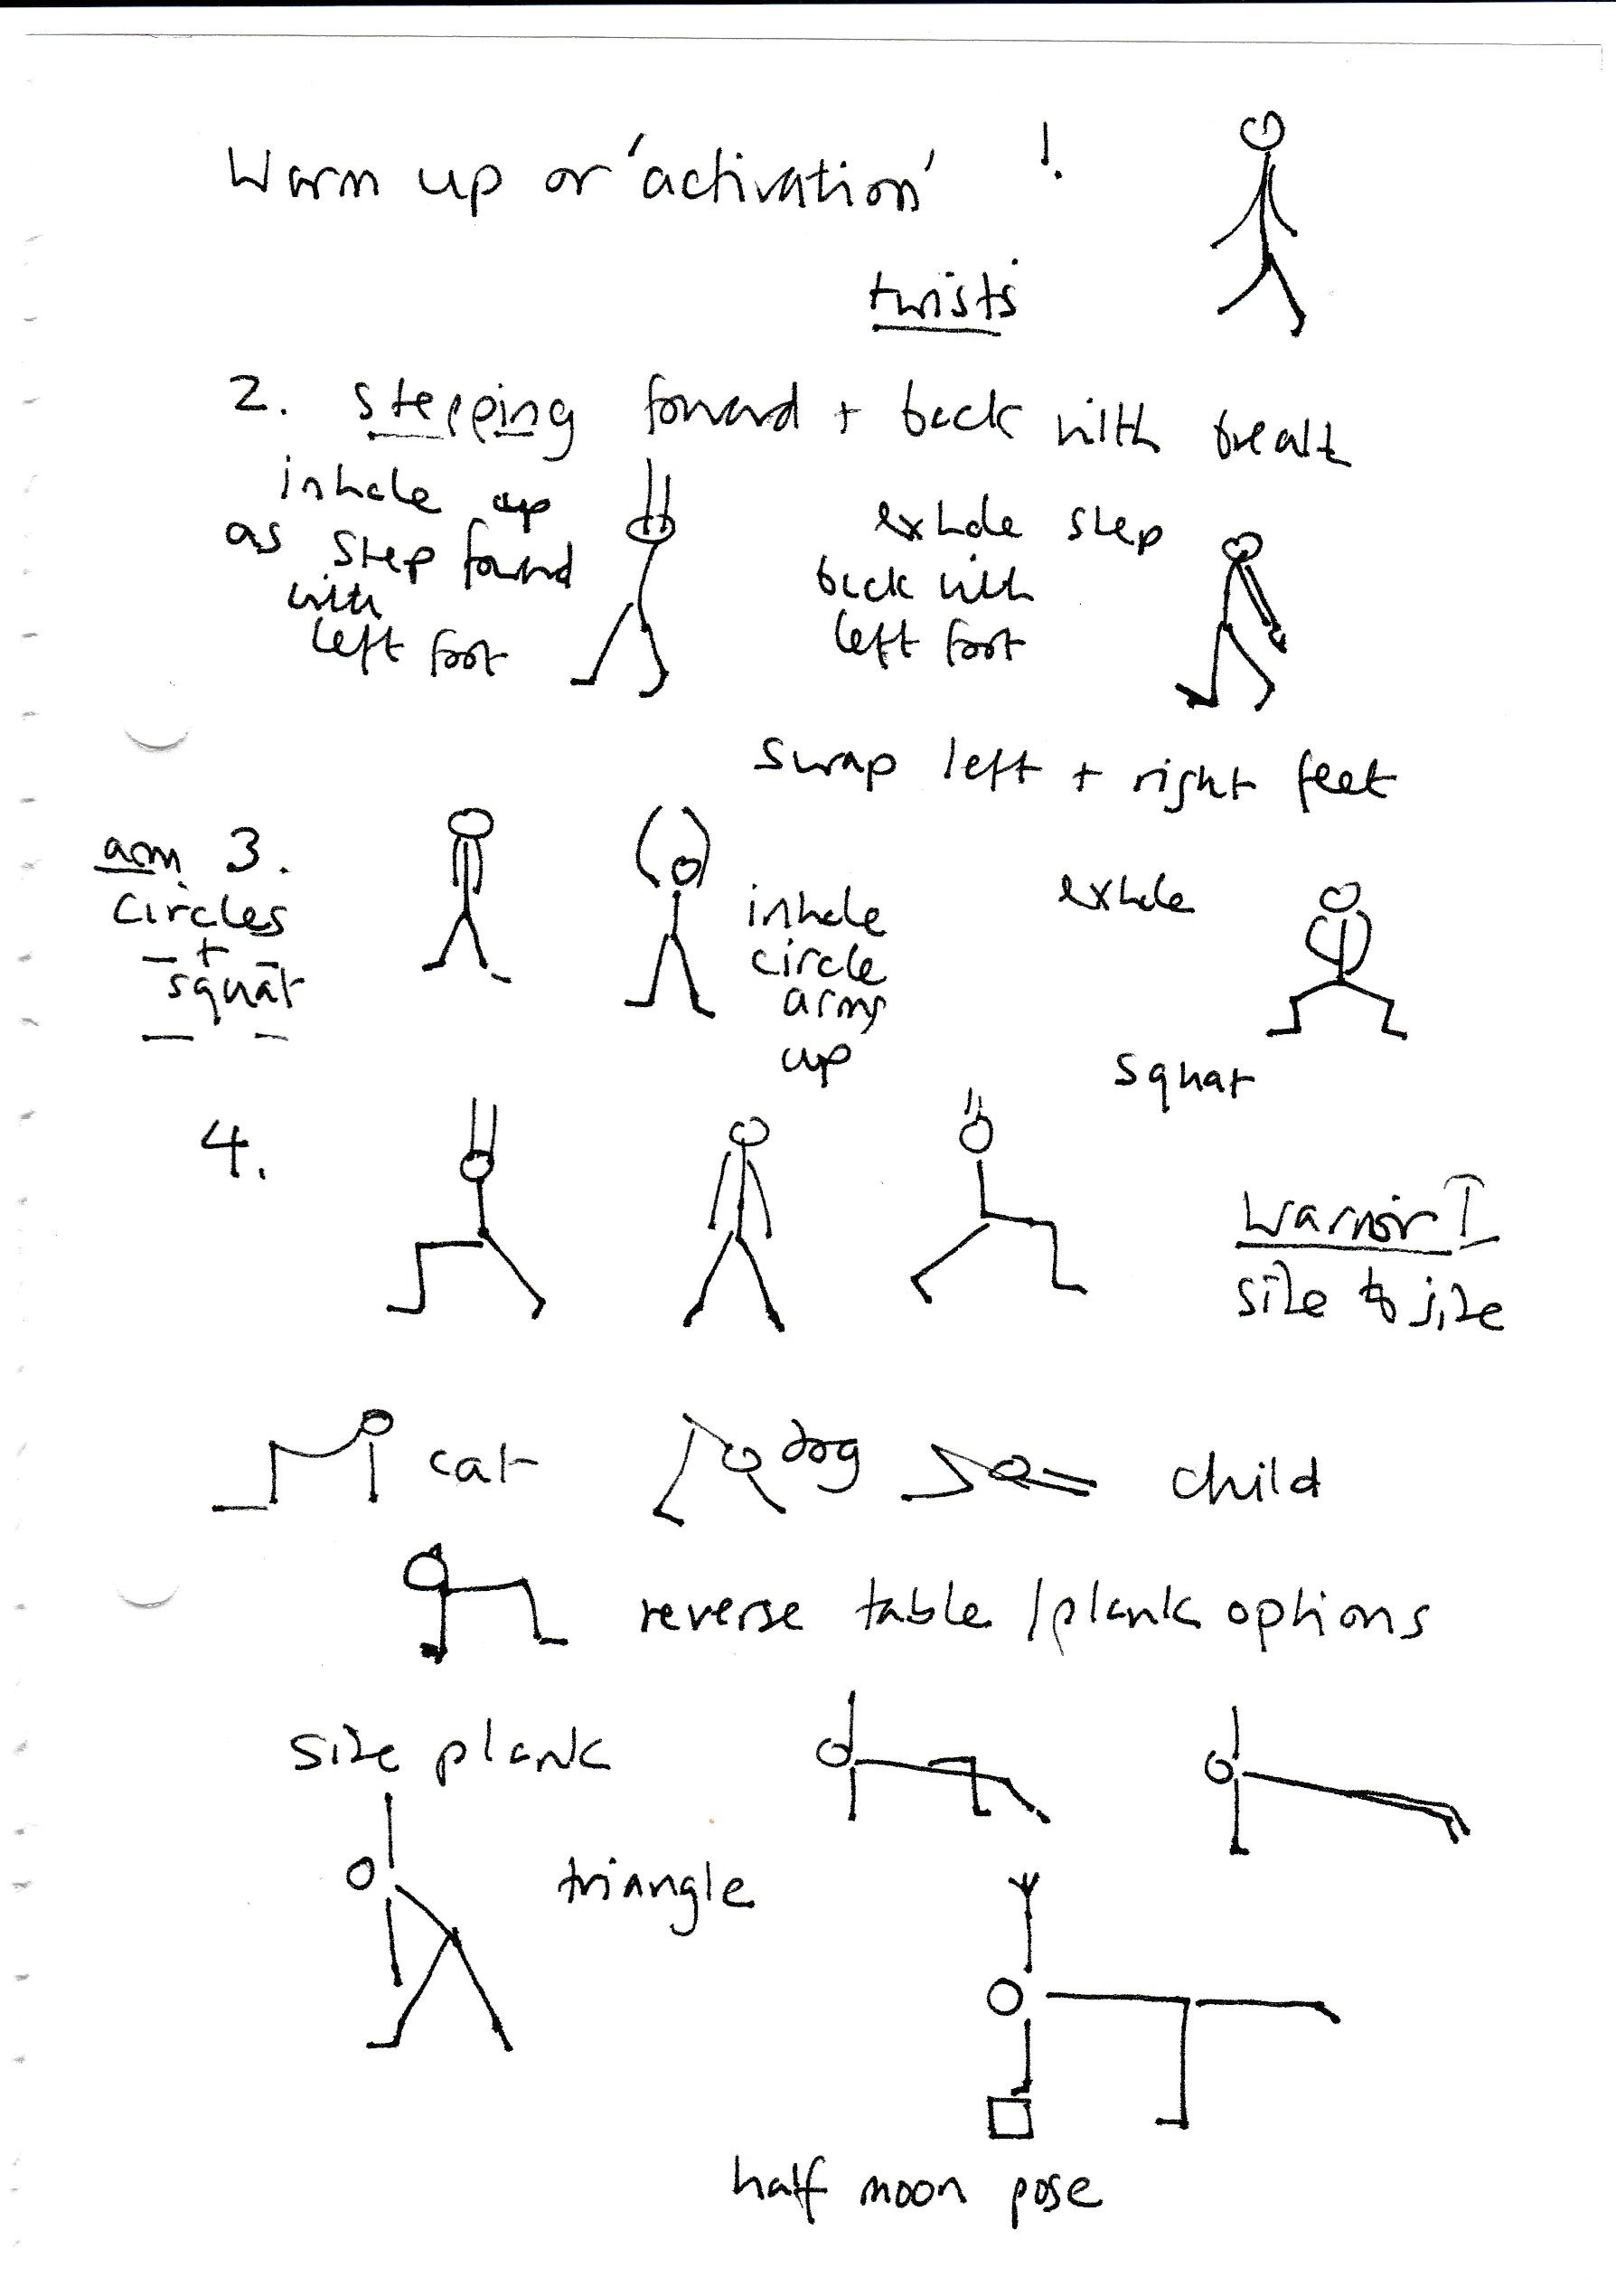 Warm up or 'activation' 1.
twists
2. stepping forward + back with breath
inhale up
as step forward
with
left foot
exhale step
back with
left foot
swap left + right feet
arm 3.
circles
+
squat
inhale
circle
arms
up
exhale
squat
4.
Warrior I
side to side
cat
dog
child
reverse table / plank options
side plank
triangle
half moon pose